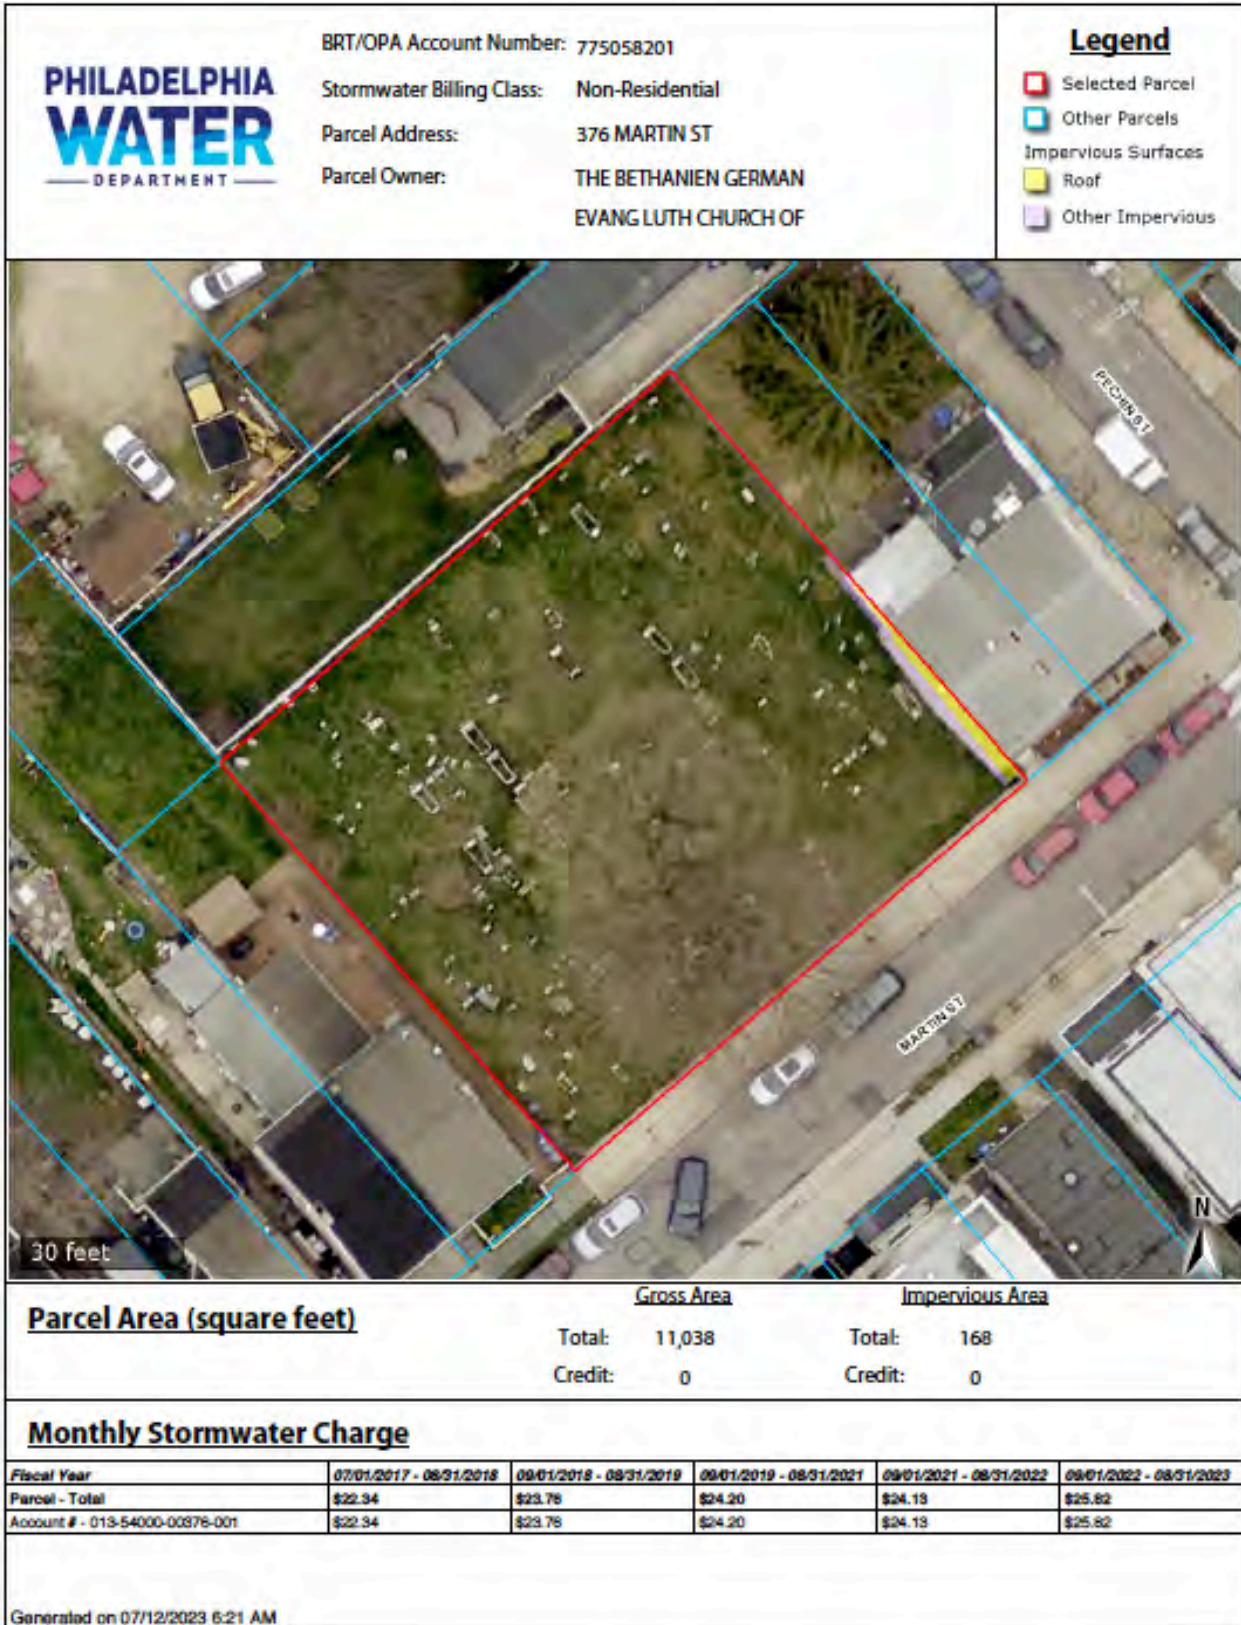 PHILADELPHIA
WATER
DEPARTMENT
BRT/OPA Account Number: 775058201
Stormwater Billing Class: Non-Residential
Parcel Address: 376 MARTIN ST
Parcel Owner: THE BETHANIEN GERMAN
EVANG LUTH CHURCH OF
Legend
Selected Parcel
Other Parcels
Impervious Surfaces
Roof
Other Impervious
PECHIN ST
MARTIN ST
N
30 feet
Parcel Area (square feet)
Gross Area Impervious Area
Total: 11,038 Total: 168
Credit: 0 Credit: 0
Monthly Stormwater Charge
Fiscal Year 07/01/2017 - 08/31/2018 09/01/2018 - 08/31/2019 09/01/2019 - 08/31/2021 09/01/2021 - 08/31/2022 09/01/2022 - 08/31/2023
Parcel - Total $22.34 $23.76 $24.20 $24.13 $25.82
Account # - 013-54000-00376-001 $22.34 $23.76 $24.20 $24.13 $25.82
Generated on 07/12/2023 6:21 AM